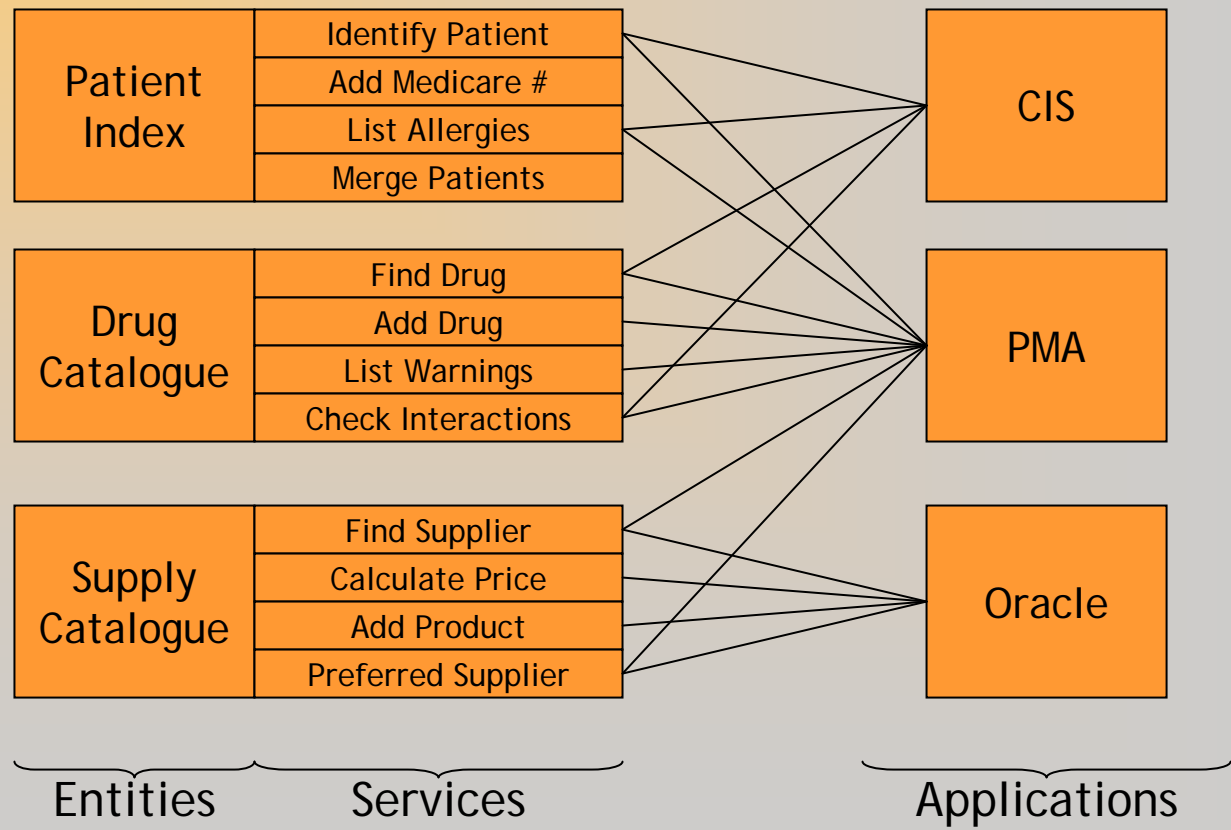 Patient
Index
Identify Patient
Add Medicare #
List Allergies
Merge Patients
CIS
Drug
Catalogue
Find Drug
Add Drug
List Warnings
Check Interactions
PMA
Supply
Catalogue
Find Supplier
Calculate Price
Add Product
Preferred Supplier
Oracle
Entities
Services
Applications